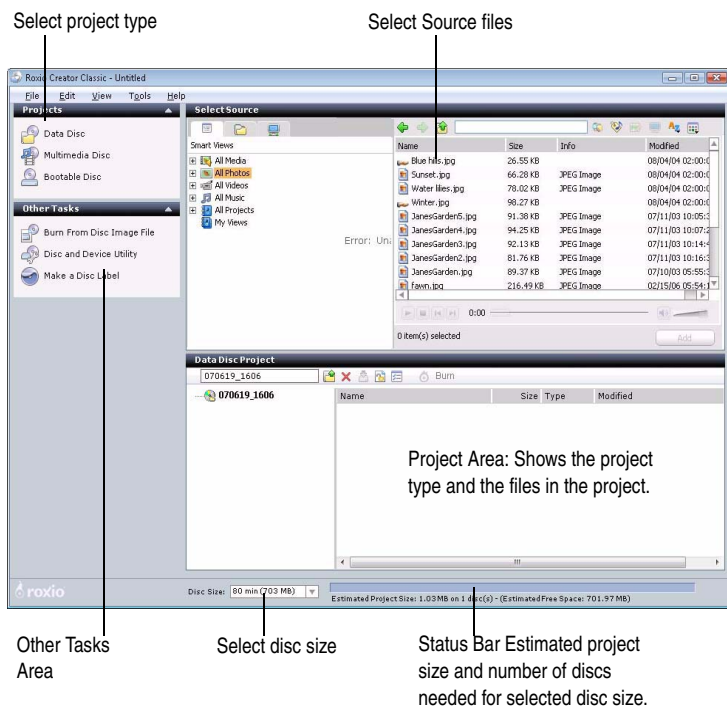 Select project type
Select Source files
Roxio Creator Classic - Untitled
File Edit View Tools Help
Projects
Data Disc
Multimedia Disc
Bootable Disc
Other Tasks
Burn From Disc Image File
Disc and Device Utility
Make a Disc Label
Select Source
Smart Views
All Media
All Photos
All Videos
All Music
All Projects
My Views
Error: Una
Name Size Info Modified
Blue hills.jpg 26.55 KB 08/04/04 02:00:0
Sunset.jpg 66.28 KB JPEG Image 08/04/04 02:00:0
Water lilies.jpg 78.02 KB JPEG Image 08/04/04 02:00:0
Winter.jpg 98.27 KB 08/04/04 02:00:0
JanesGarden5.jpg 91.38 KB JPEG Image 07/11/03 10:05:3
JanesGarden4.jpg 94.25 KB JPEG Image 07/11/03 10:07:2
JanesGarden3.jpg 92.13 KB JPEG Image 07/11/03 10:14:4
JanesGarden2.jpg 81.76 KB JPEG Image 07/11/03 10:16:3
JanesGarden.jpg 89.37 KB JPEG Image 07/10/03 05:55:3
fawn.jpg 216.49 KB JPEG Image 02/15/06 05:54:1
0:00
0 item(s) selected
Add
Data Disc Project
070619_1606
Burn
070619_1606
Name Size Type Modified
Project Area: Shows the project
type and the files in the project.
roxio
Disc Size: 80 min (703 MB)
Estimated Project Size: 1.03 MB on 1 disc(s) - (Estimated Free Space: 701.97 MB)
Other Tasks
Area
Select disc size
Status Bar Estimated project
size and number of discs
needed for selected disc size.